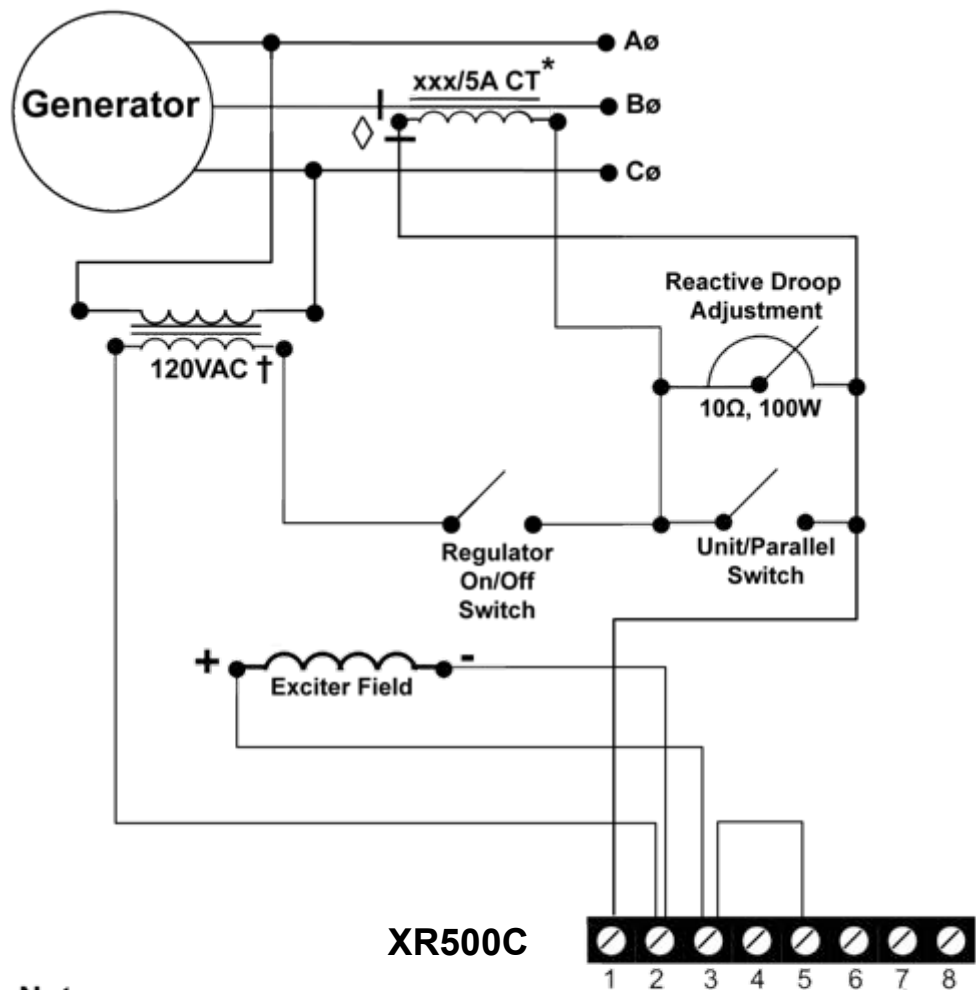 Generator
xxx/5A CT*
Aø
Bø
Cø
120VAC †
Reactive Droop
Adjustment
10Ω, 100W
Regulator
On/Off
Switch
Unit/Parallel
Switch
+
-
Exciter Field
XR500C
1 2 3 4 5 6 7 8